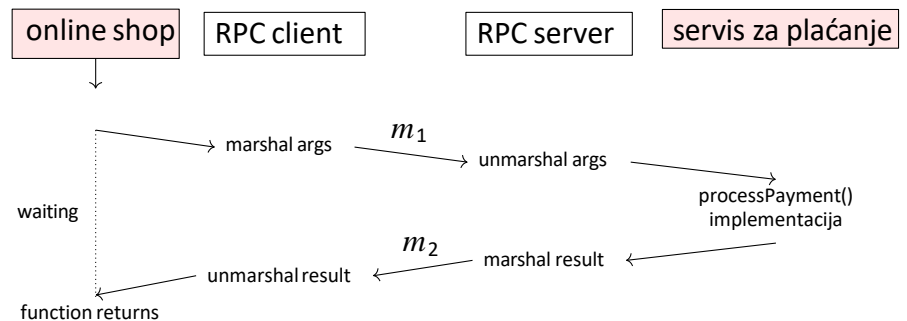 online shop
RPC client
RPC server
servis za plaćanje
marshal args
m1
unmarshal args
processPayment()
implementacija
waiting
m2
marshal result
unmarshal result
function returns